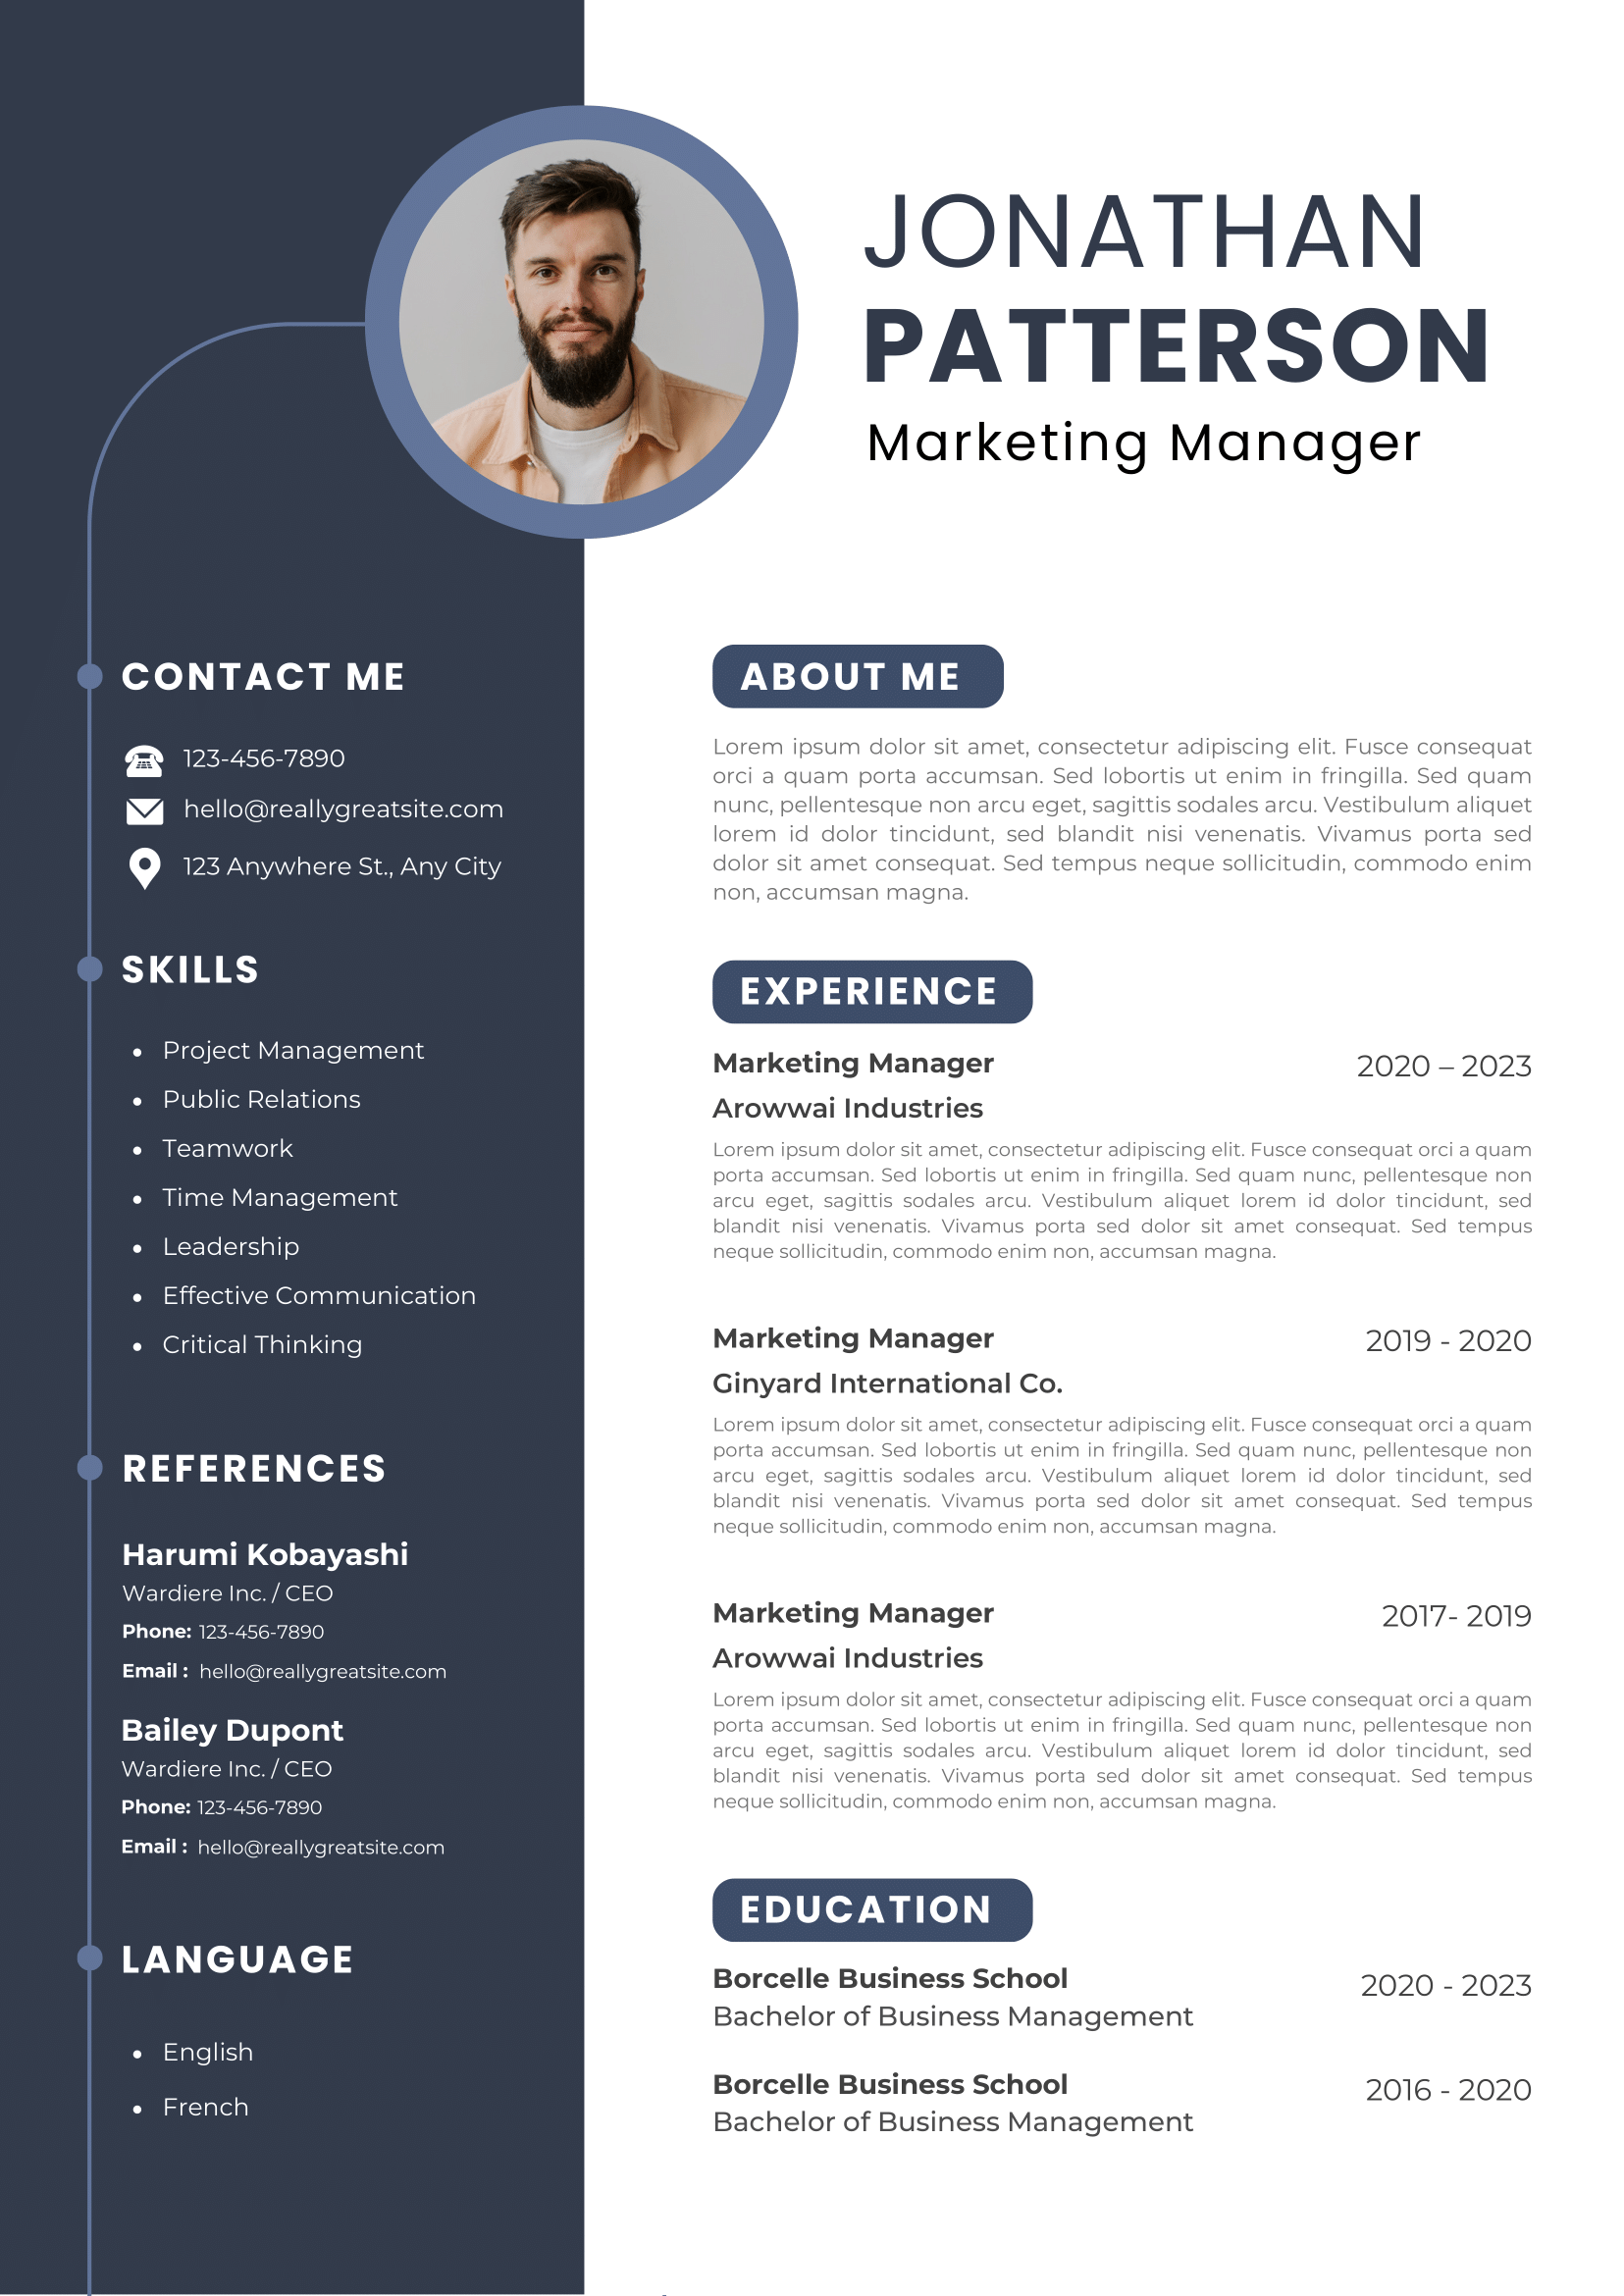 JONATHAN
PATTERSON
Marketing Manager
CONTACT ME
123-456-7890
hello@reallygreatsite.com
123 Anywhere St., Any City
SKILLS
• Project Management
• Public Relations
• Teamwork
• Time Management
• Leadership
• Effective Communication
• Critical Thinking
REFERENCES
Harumi Kobayashi
Wardiere Inc. / CEO
Phone: 123-456-7890
Email : hello@reallygreatsite.com
Bailey Dupont
Wardiere Inc. / CEO
Phone: 123-456-7890
Email : hello@reallygreatsite.com
LANGUAGE
• English
• French
ABOUT ME
Lorem ipsum dolor sit amet, consectetur adipiscing elit. Fusce consequat
orci a quam porta accumsan. Sed lobortis ut enim in fringilla. Sed quam
nunc, pellentesque non arcu eget, sagittis sodales arcu. Vestibulum aliquet
lorem id dolor tincidunt, sed blandit nisi venenatis. Vivamus porta sed
dolor sit amet consequat. Sed tempus neque sollicitudin, commodo enim
non, accumsan magna.
EXPERIENCE
Marketing Manager 2020 – 2023
Arowwai Industries
Lorem ipsum dolor sit amet, consectetur adipiscing elit. Fusce consequat orci a quam
porta accumsan. Sed lobortis ut enim in fringilla. Sed quam nunc, pellentesque non
arcu eget, sagittis sodales arcu. Vestibulum aliquet lorem id dolor tincidunt, sed
blandit nisi venenatis. Vivamus porta sed dolor sit amet consequat. Sed tempus
neque sollicitudin, commodo enim non, accumsan magna.
Marketing Manager 2019 - 2020
Ginyard International Co.
Lorem ipsum dolor sit amet, consectetur adipiscing elit. Fusce consequat orci a quam
porta accumsan. Sed lobortis ut enim in fringilla. Sed quam nunc, pellentesque non
arcu eget, sagittis sodales arcu. Vestibulum aliquet lorem id dolor tincidunt, sed
blandit nisi venenatis. Vivamus porta sed dolor sit amet consequat. Sed tempus
neque sollicitudin, commodo enim non, accumsan magna.
Marketing Manager 2017- 2019
Arowwai Industries
Lorem ipsum dolor sit amet, consectetur adipiscing elit. Fusce consequat orci a quam
porta accumsan. Sed lobortis ut enim in fringilla. Sed quam nunc, pellentesque non
arcu eget, sagittis sodales arcu. Vestibulum aliquet lorem id dolor tincidunt, sed
blandit nisi venenatis. Vivamus porta sed dolor sit amet consequat. Sed tempus
neque sollicitudin, commodo enim non, accumsan magna.
EDUCATION
Borcelle Business School 2020 - 2023
Bachelor of Business Management
Borcelle Business School 2016 - 2020
Bachelor of Business Management